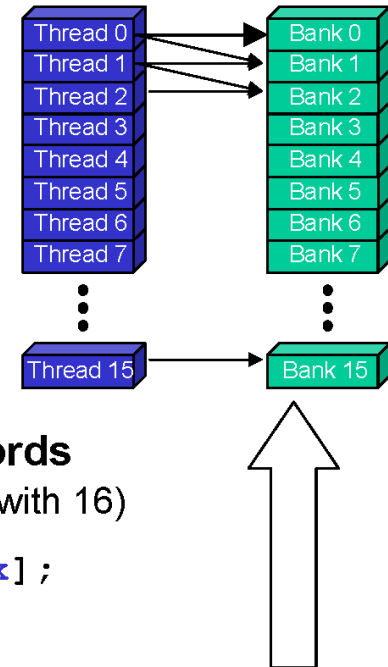 Thread 0 Bank 0
Thread 1 Bank 1
Thread 2 Bank 2
Thread 3 Bank 3
Thread 4 Bank 4
Thread 5 Bank 5
Thread 6 Bank 6
Thread 7 Bank 7
Thread 15 Bank 15
ords
with 16)
x];